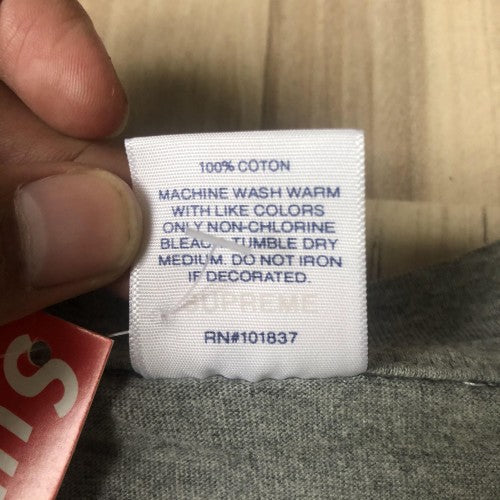 100% COTON
MACHINE WASH WARM
WITH LIKE COLORS
ONLY NON-CHLORINE
BLEACH TUMBLE DRY
MEDIUM. DO NOT IRON
IF DECORATED.
SUPREME
RN#101837
SU